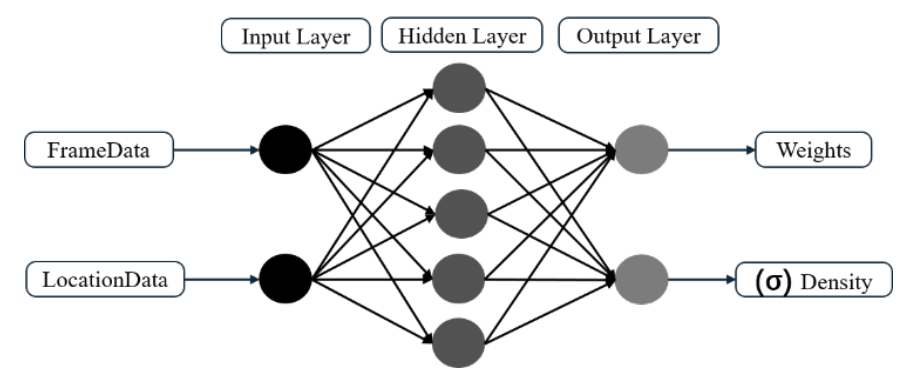 Input Layer
Hidden Layer
Output Layer
FrameData
Weights
LocationData
(σ) Density